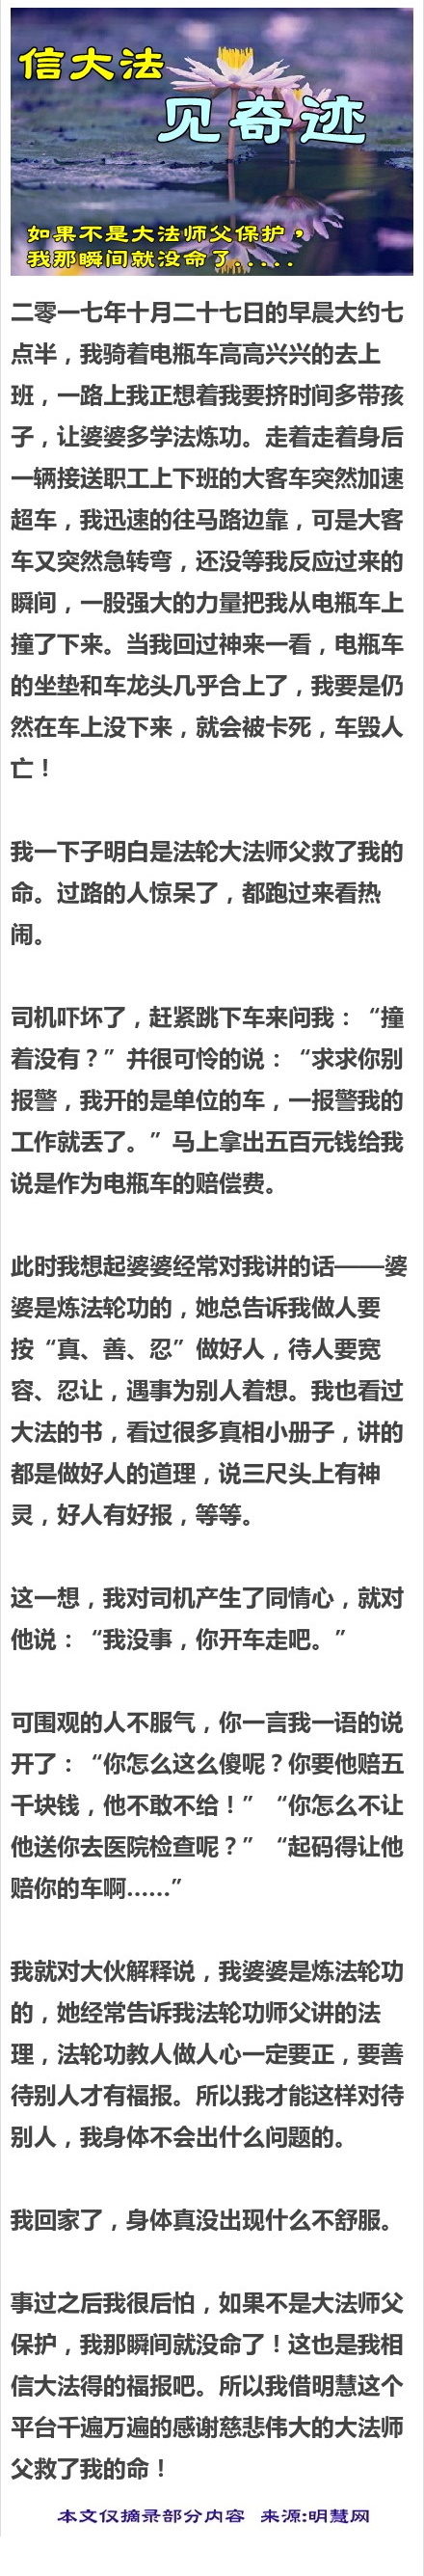 信大法
见奇迹
如果不是大法师父保护，
我那瞬间就没命了.....
二零一七年十月二十七日的早晨大约七
点半，我骑着电瓶车高高兴兴的去上
班，一路上我正想着我要挤时间多带孩
子，让婆婆多学法炼功。走着走着身后
一辆接送职工上下班的大客车突然加速
超车，我迅速的往马路边靠，可是大客
车又突然急转弯，还没等我反应过来的
瞬间，一股强大的力量把我从电瓶车上
撞了下来。当我回过神来一看，电瓶车
的坐垫和车龙头几乎合上了，我要是仍
然在车上没下来，就会被卡死，车毁人
亡！
我一下子明白是法轮大法师父救了我的
命。过路的人惊呆了，都跑过来看热
闹。
司机吓坏了，赶紧跳下车来问我：“撞
着没有？”并很可怜的说：“求求你别
报警，我开的是单位的车，一报警我的
工作就丢了。”马上拿出五百元钱给我
说是作为电瓶车的赔偿费。
此时我想起婆婆经常对我讲的话——婆
婆是炼法轮功的，她总告诉我做人要
按“真、善、忍”做好人，待人要宽
容、忍让，遇事为别人着想。我也看过
大法的书，看过很多真相小册子，讲的
都是做好人的道理，说三尺头上有神
灵，好人有好报，等等。
这一想，我对司机产生了同情心，就对
他说：“我没事，你开车走吧。”
可围观的人不服气，你一言我一语的说
开了：“你怎么这么傻呢？你要他赔五
千块钱，他不敢不给！”“你怎么不让
他送你去医院检查呢？”“起码得让他
赔你的车啊……”
我就对大伙解释说，我婆婆是炼法轮功
的，她经常告诉我法轮功师父讲的法
理，法轮功教人做人心一定要正，要善
待别人才有福报。所以我才能这样对待
别人，我身体不会出什么问题的。
我回家了，身体真没出现什么不舒服。
事过之后我很后怕，如果不是大法师父
保护，我那瞬间就没命了！这也是我相
信大法得的福报吧。所以我借明慧这个
平台千遍万遍的感谢慈悲伟大的大法师
父救了我的命！
本文仅摘录部分内容 来源:明慧网